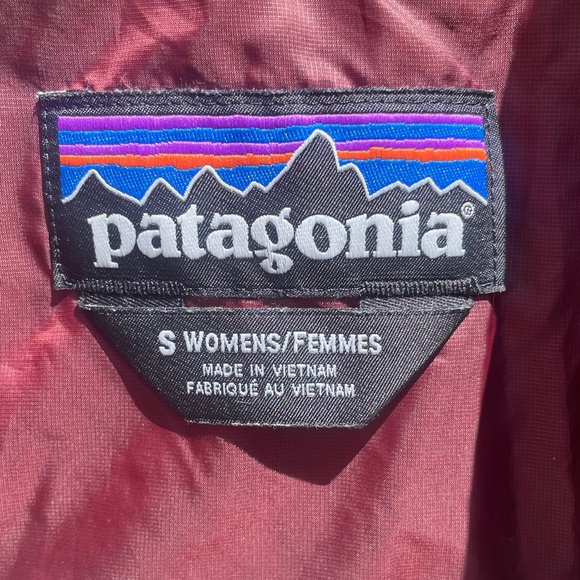 patagonia®
S WOMENS/FEMMES
MADE IN VIETNAM
FABRIQUÉ AU VIETNAM